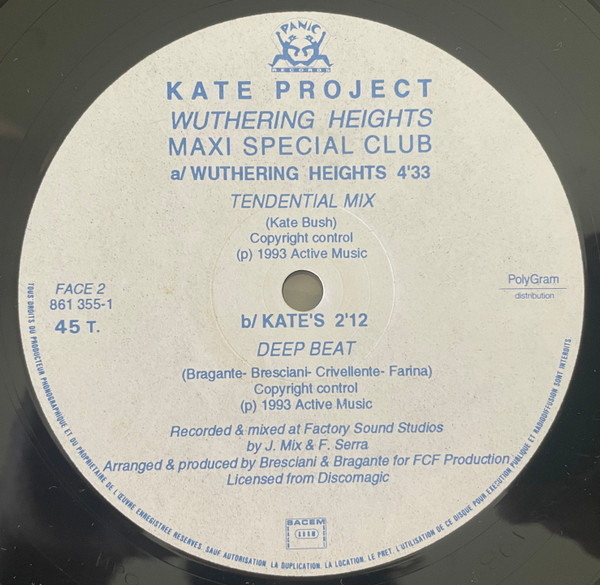 PANIC
RECORDS
KATE PROJECT
WUTHERING HEIGHTS
MAXI SPECIAL CLUB
a/ WUTHERING HEIGHTS 4'33
TENDENTIAL MIX
(Kate Bush)
Copyright control
(p) 1993 Active Music
FACE 2
861 355-1
45 T.
PolyGram
distribution
b/ KATE'S 2'12
DEEP BEAT
(Bragante- Bresciani- Crivellente- Farina)
Copyright control
(p) 1993 Active Music
Recorded & mixed at Factory Sound Studios
by J. Mix & F. Serra
Arranged & produced by Bresciani & Bragante for FCF Production
Licensed from Discomagic
SACEM
TOUS DROITS DU PRODUCTEUR PHONOGRAPHIQUE ET DU PROPRIETAIRE DE L'ŒUVRE ENREGISTREE RESERVES. SAUF AUTORISATION, LA DUPLICATION, LA LOCATION, LE PRET, L'UTILISATION DE CE DISQUE POUR EXECUTION PUBLIQUE ET RADIODIFFUSION SONT INTERDITS